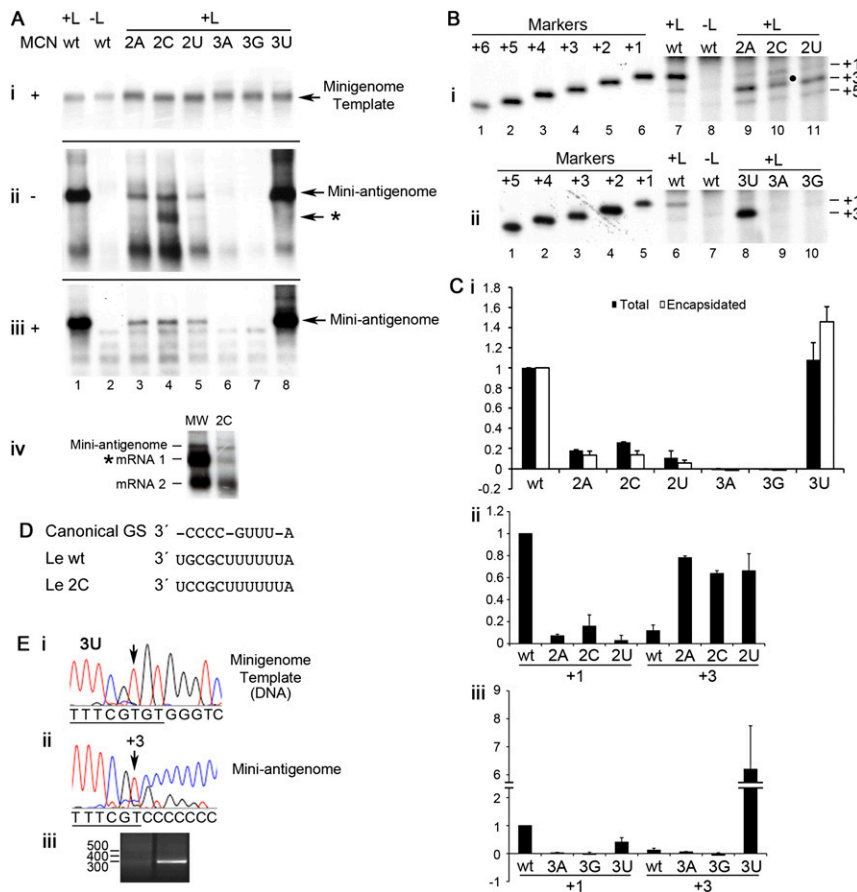 A
+L -L +L
MCN wt wt 2A 2C 2U 3A 3G 3U
i +
Minigenome
Template
ii -
Mini-antigenome
*
iii +
Mini-antigenome
1 2 3 4 5 6 7 8
iv
MW 2C
Mini-antigenome
* mRNA 1
mRNA 2
B
Markers +L -L +L
+6 +5 +4 +3 +2 +1 wt wt 2A 2C 2U
i
+1
+3
+5
1 2 3 4 5 6 7 8 9 10 11
Markers +L -L +L
+5 +4 +3 +2 +1 wt wt 3U 3A 3G
ii
+1
+3
1 2 3 4 5 6 7 8 9 10
C i
1.8
1.6
1.4
1.2
1
0.8
0.6
0.4
0.2
0
-0.2
Total Encapsidated
wt 2A 2C 2U 3A 3G 3U
ii
1.2
1
0.8
0.6
0.4
0.2
0
wt 2A 2C 2U wt 2A 2C 2U
+1 +3
iii
9
8
7
6
2
1
0
-1
wt 3A 3G 3U wt 3A 3G 3U
+1 +3
D
Canonical GS 3´ -CCCC-GUUU-A
Le wt 3´ UGCGCUUUUUUA
Le 2C 3´ UCCGCUUUUUUA
E i 3U
Minigenome
Template
(DNA)
TTTCGTGTGGGTC
ii +3
Mini-antigenome
TTTCGTCCCCCCC
iii
500
400
300